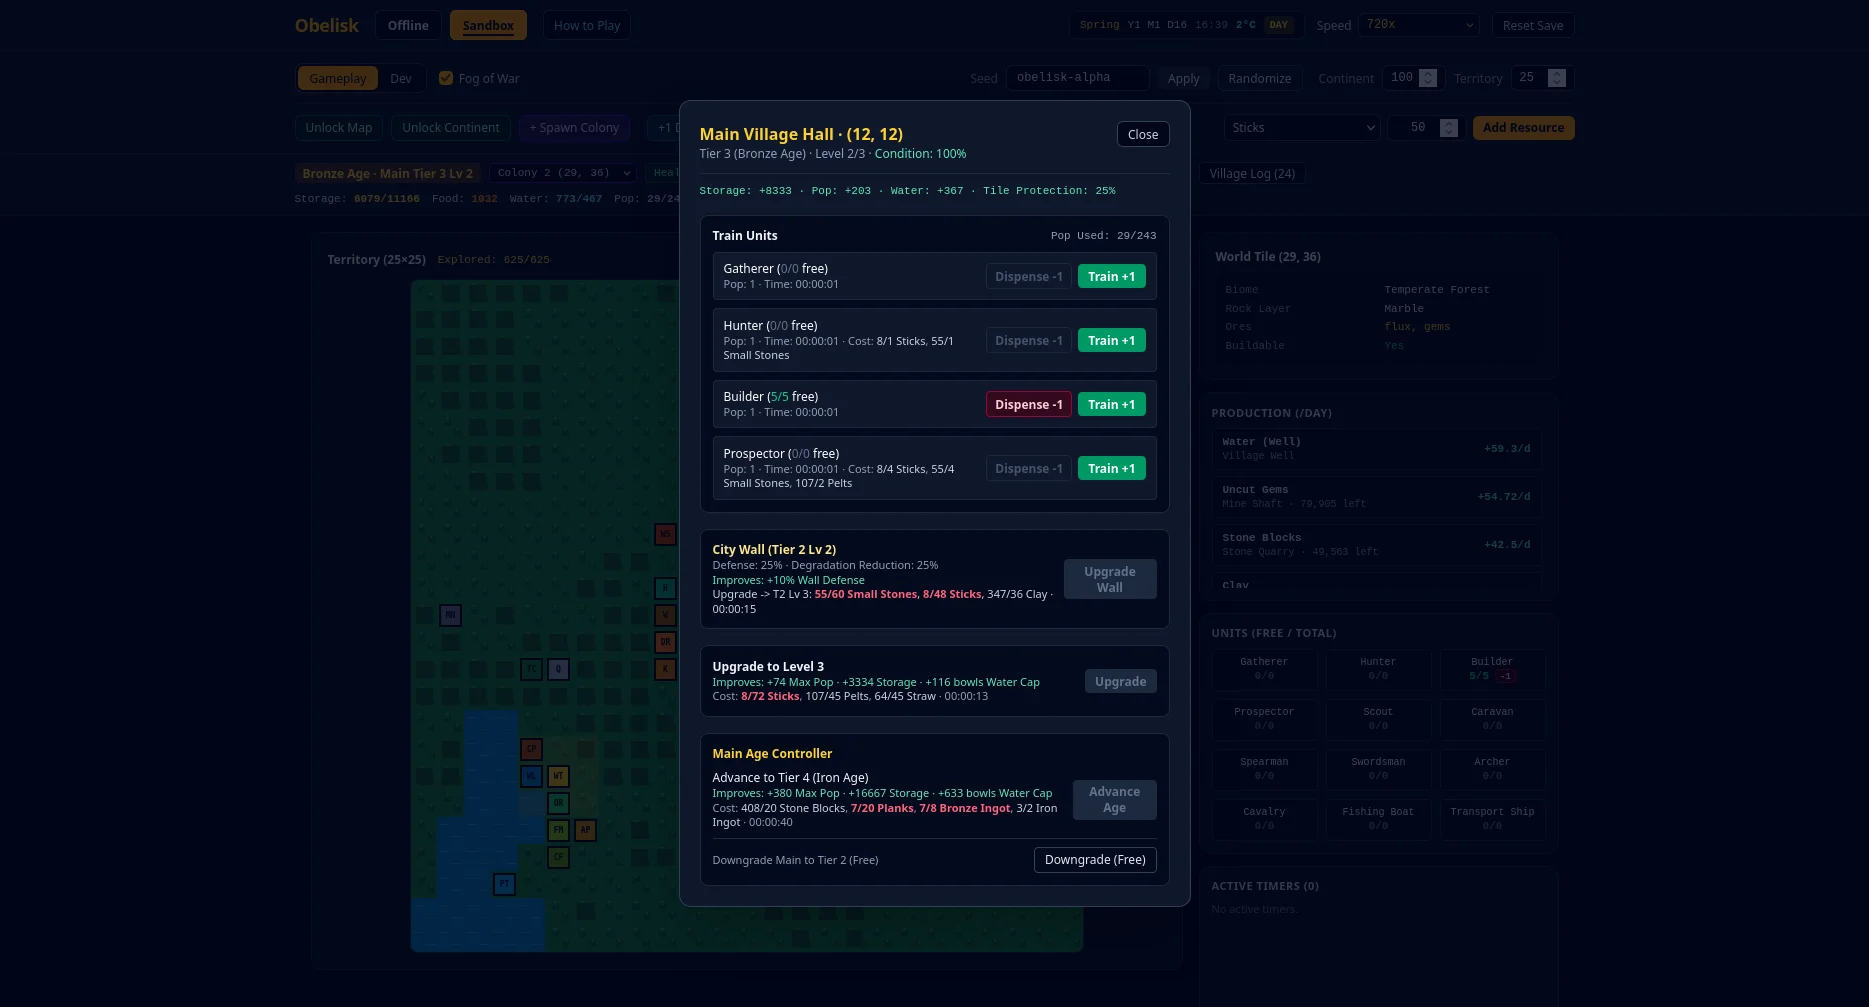 Obelisk Offline Sandbox How to Play Spring Y1 M1 D16 16:39 2°C DAY Speed 720x Reset Save
Gameplay Dev Fog of War Seed obelisk-alpha Apply Randomize Continent 100 Territory 25
Unlock Map Unlock Continent + Spawn Colony +1 D Sticks 50 Add Resource
Bronze Age · Main Tier 3 Lv 2 Colony 2 (29, 36) Heal Village Log (24)
Storage: 6079/11166 Food: 1032 Water: 773/467 Pop: 29/24
Territory (25×25) Explored: 625/625
WS
H
MN
W
DR
TC
Q
K
CP
WL
WT
OR
FM
AP
CF
PT
Main Village Hall · (12, 12)
Close
Tier 3 (Bronze Age) · Level 2/3 · Condition: 100%
Storage: +8333 · Pop: +203 · Water: +367 · Tile Protection: 25%
Train Units
Pop Used: 29/243
Gatherer (0/0 free)
Pop: 1 · Time: 00:00:01
Dispense -1
Train +1
Hunter (0/0 free)
Pop: 1 · Time: 00:00:01 · Cost: 8/1 Sticks, 55/1
Small Stones
Dispense -1
Train +1
Builder (5/5 free)
Pop: 1 · Time: 00:00:01
Dispense -1
Train +1
Prospector (0/0 free)
Pop: 1 · Time: 00:00:01 · Cost: 8/4 Sticks, 55/4
Small Stones, 107/2 Pelts
Dispense -1
Train +1
City Wall (Tier 2 Lv 2)
Defense: 25% · Degradation Reduction: 25%
Improves: +10% Wall Defense
Upgrade -> T2 Lv 3: 55/60 Small Stones, 8/48 Sticks, 347/36 Clay ·
00:00:15
Upgrade
Wall
Upgrade to Level 3
Improves: +74 Max Pop · +3334 Storage · +116 bowls Water Cap
Cost: 8/72 Sticks, 107/45 Pelts, 64/45 Straw · 00:00:13
Upgrade
Main Age Controller
Advance to Tier 4 (Iron Age)
Improves: +380 Max Pop · +16667 Storage · +633 bowls Water Cap
Cost: 408/20 Stone Blocks, 7/20 Planks, 7/8 Bronze Ingot, 3/2 Iron
Ingot · 00:00:40
Advance
Age
Downgrade Main to Tier 2 (Free)
Downgrade (Free)
World Tile (29, 36)
Biome Temperate Forest
Rock Layer Marble
Ores flux, gems
Buildable Yes
PRODUCTION (/DAY)
Water (Well)
Village Well
+59.3/d
Uncut Gems
Mine Shaft · 79,905 left
+54.72/d
Stone Blocks
Stone Quarry · 49,563 left
+42.5/d
Clay
UNITS (FREE / TOTAL)
Gatherer Hunter Builder
0/0 0/0 5/5 -1
Prospector Scout Caravan
0/0 0/0 0/0
Spearman Swordsman Archer
0/0 0/0 0/0
Cavalry Fishing Boat Transport Ship
0/0 0/0 0/0
ACTIVE TIMERS (0)
No active timers.